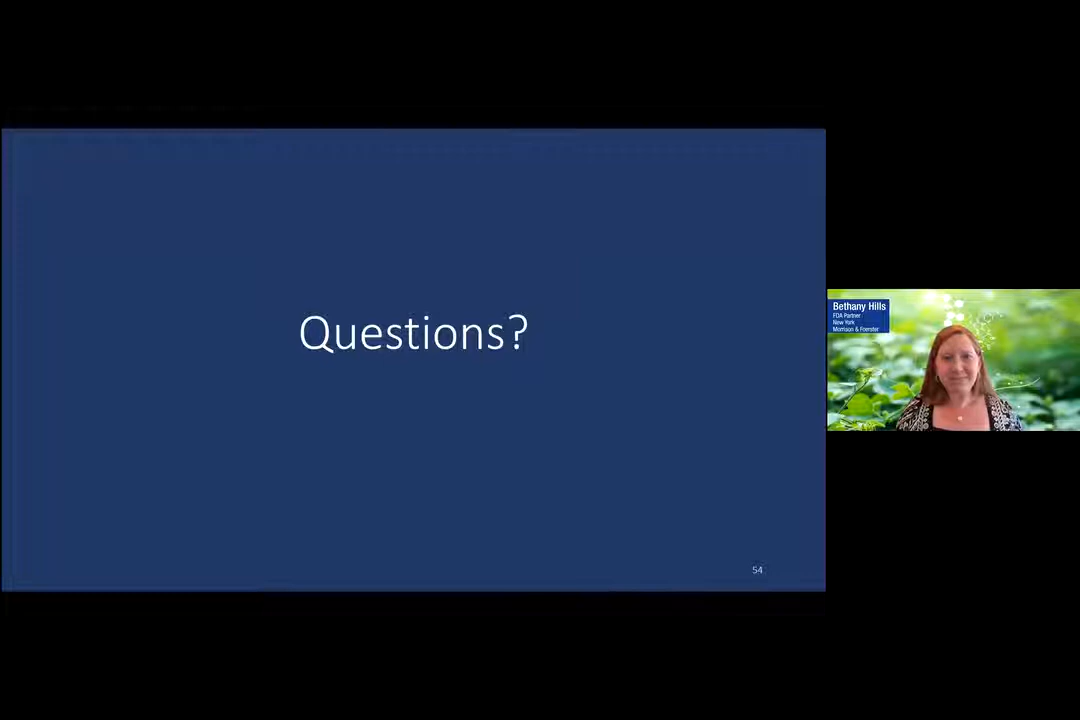 Questions?
54
Bethany Hills
FDA Partner
New York
Morrison & Foerster